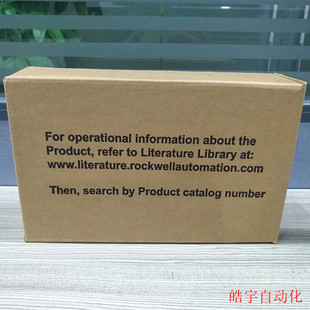 For operational information about the
Product, refer to Literature Library at:
www.literature.rockwellautomation.com
Then, search by Product catalog number
皓宇自动化